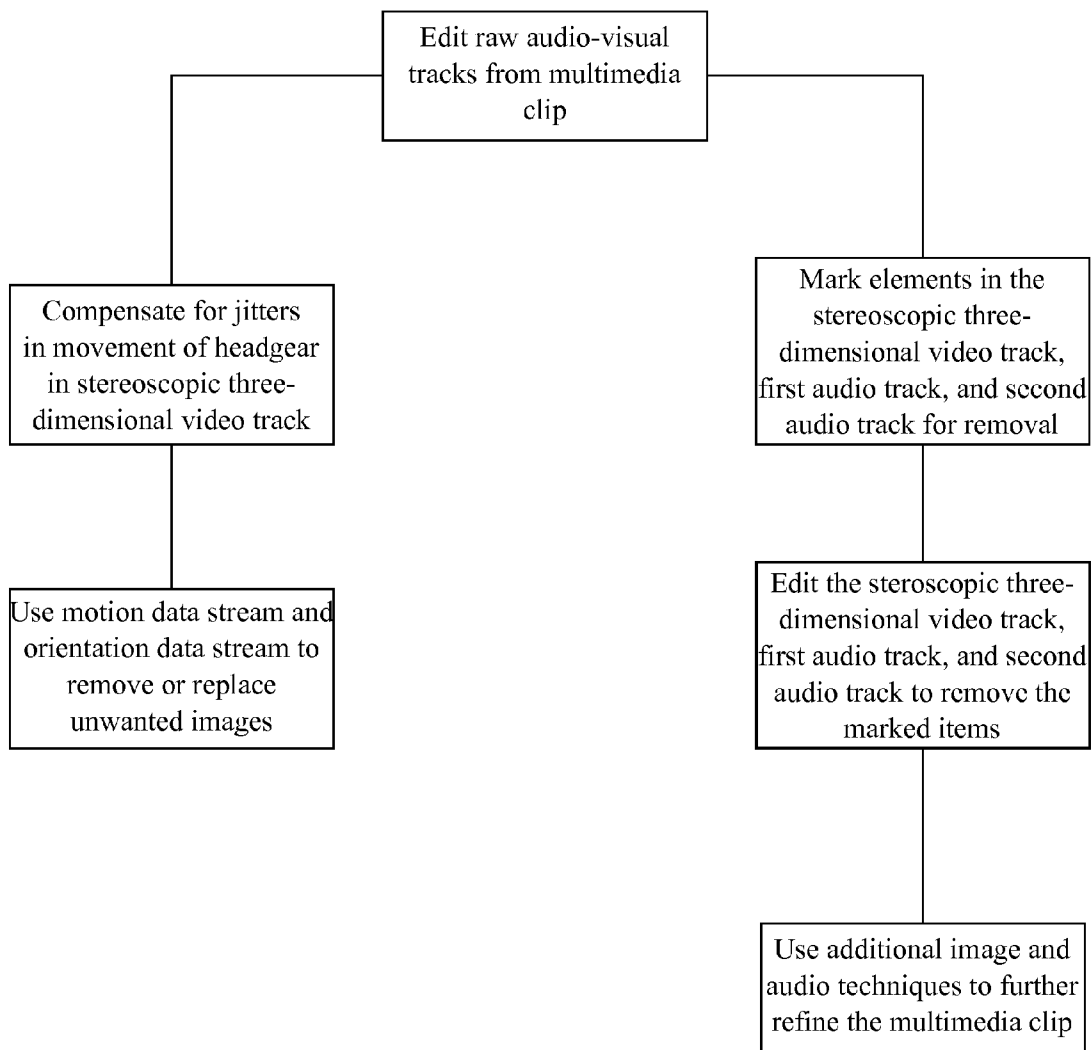 Edit raw audio-visual
tracks from multimedia
clip
Compensate for jitters
in movement of headgear
in stereoscopic three-
dimensional video track
Use motion data stream and
orientation data stream to
remove or replace
unwanted images
Mark elements in the
stereoscopic three-
dimensional video track,
first audio track, and second
audio track for removal
Edit the steroscopic three-
dimensional video track,
first audio track, and second
audio track to remove the
marked items
Use additional image and
audio techniques to further
refine the multimedia clip